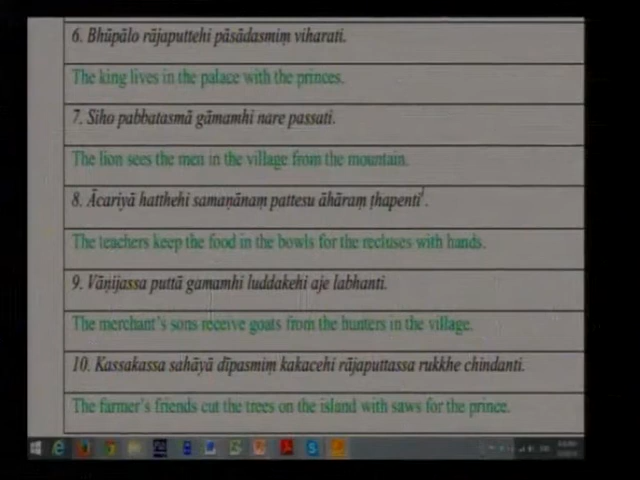 6. Bhūpālo rājaputtehi pāsādasmiṃ viharati.
The king lives in the palace with the princes.
7. Siho pabbatasmā gāmamhi nare passati.
The lion sees the men in the village from the mountain.
8. Ācariyā hatthehi samaṇānaṃ pattesu āhāraṃ ṭhapenti¹.
The teachers keep the food in the bowls for the recluses with hands.
9. Vāṇijassa puttā gamamhi luddakehi aje labhanti.
The merchant's sons receive goats from the hunters in the village.
10. Kassakassa sahāyā dīpasmiṃ kakacehi rājaputtassa rukkhe chindanti.
The farmer's friends cut the trees on the island with saws for the prince.